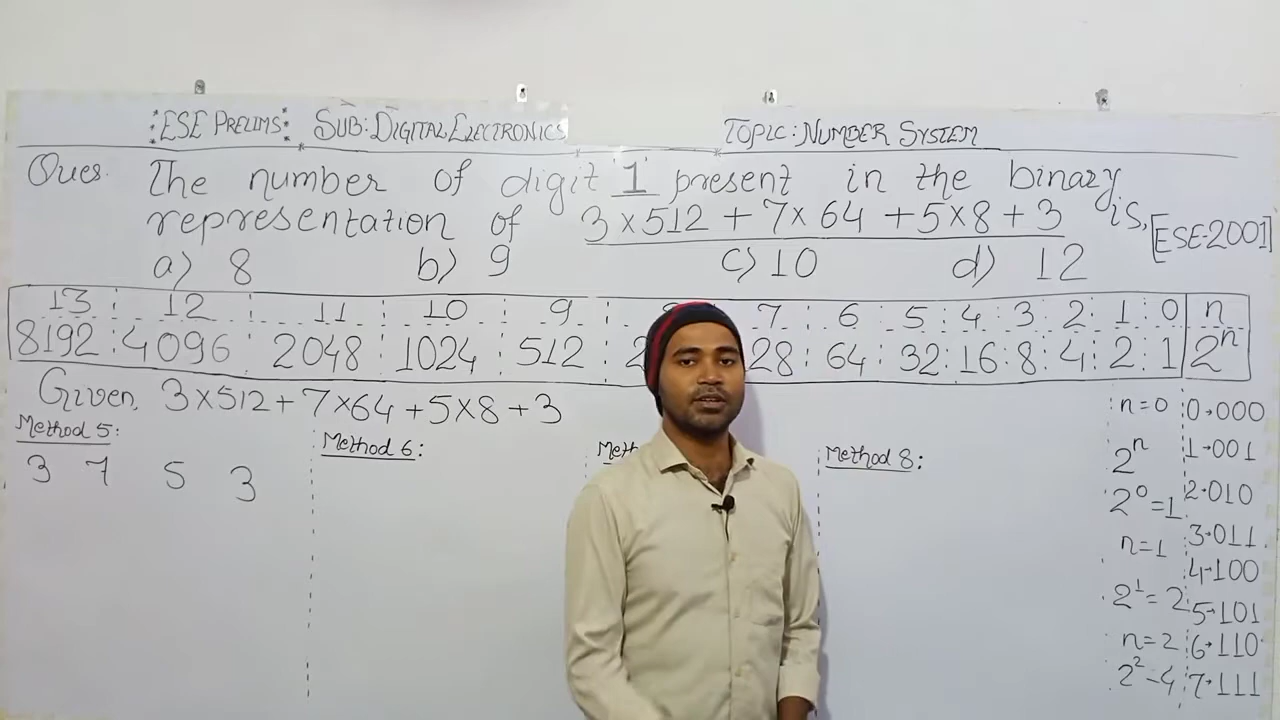 ESE PRELIMS: SUB: DIGITAL ELECTRONICS TOPIC: NUMBER SYSTEM
Ques. The number of digit '1' present in the binary
representation of 3×512 + 7×64 + 5×8 + 3 is, [ESE-2001]
a) 8 b) 9 c) 10 d) 12
13 12 11 10 9 7 6 5 4 3 2 1 0 n
8192 4096 2048 1024 512 2 28 64 32 16 8 4 2 1 2ⁿ
Given, 3×512 + 7×64 + 5×8 + 3
Method 5:
3 7 5 3
Method 6:
Meth
Method 8:
n=0
2ⁿ
2⁰=1
n=1
2¹=2
n=2
2²-4
0→000
1→001
2→010
3→011
4→100
5→101
6→110
7→111